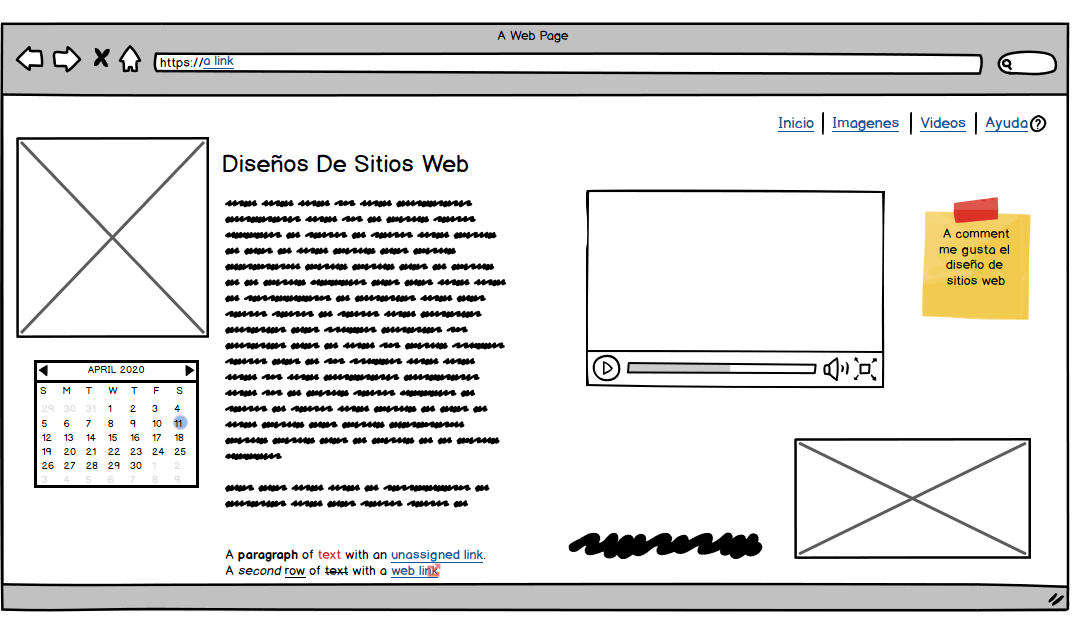 A Web Page
https://a link
Inicio Imagenes Videos Ayuda?
Diseños De Sitios Web
A comment
me gusta el
diseño de
sitios web
APRIL 2020
S M T W T F S
29 30 31 1 2 3 4
5 6 7 8 9 10 11
12 13 14 15 16 17 18
19 20 21 22 23 24 25
26 27 28 29 30 1 2
3 4 5 6 7 8 9
A paragraph of text with an unassigned link.
A second row of text with a web link